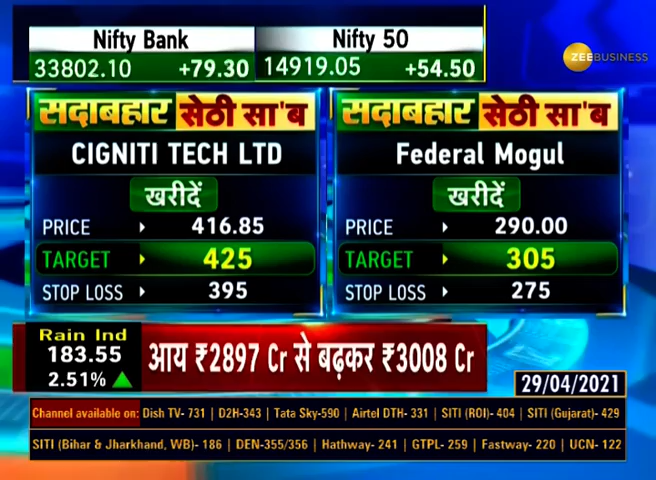 Nifty Bank
33802.10 +79.30
Nifty 50
14919.05 +54.50
ZEEBUSINESS
सदाबहार सेठी सा'ब
CIGNITI TECH LTD
खरीदें
PRICE 416.85
TARGET 425
STOP LOSS 395
सदाबहार सेठी सा'ब
Federal Mogul
खरीदें
PRICE 290.00
TARGET 305
STOP LOSS 275
Rain Ind
183.55
2.51% ▲
आय ₹2897 Cr से बढ़कर ₹3008 Cr
29/04/2021
Channel available on: Dish TV- 731 | D2H-343 | Tata Sky-590 | Airtel DTH- 331 | SITI (ROI)- 404 | SITI (Gujarat)- 429
SITI (Bihar & Jharkhand, WB)- 186 | DEN-355/356 | Hathway- 241 | GTPL- 259 | Fastway- 220 | UCN- 122